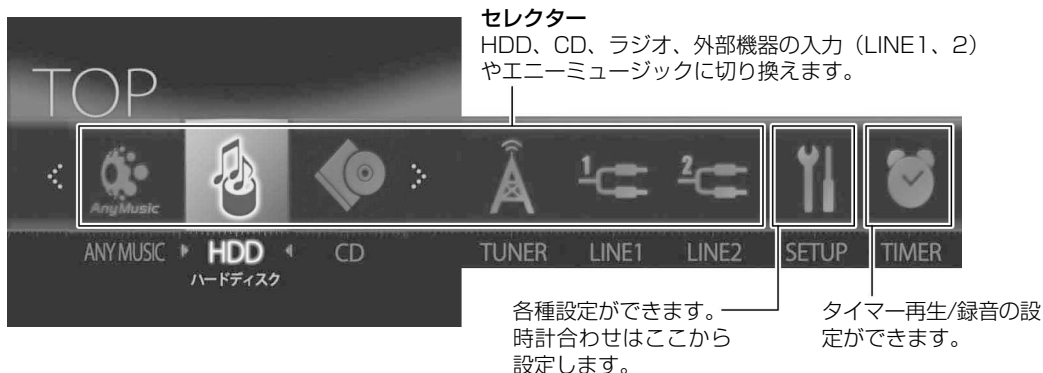 セレクター
HDD、CD、ラジオ、外部機器の入力（LINE1、2）
やエニーミュージックに切り換えます。
TOP
AnyMusic
1
2
ANY MUSIC
HDD
CD
TUNER
LINE1
LINE2
SETUP
TIMER
ハードディスク
各種設定ができます。
時計合わせはここから
設定します。
タイマー再生/録音の設
定ができます。